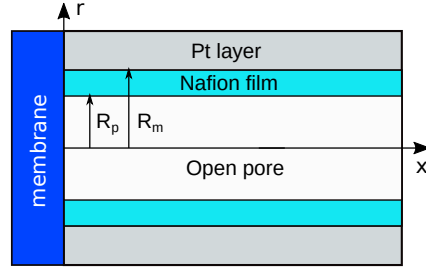 r
Pt layer
Nafion film
membrane
Rp
Rm
x
Open pore